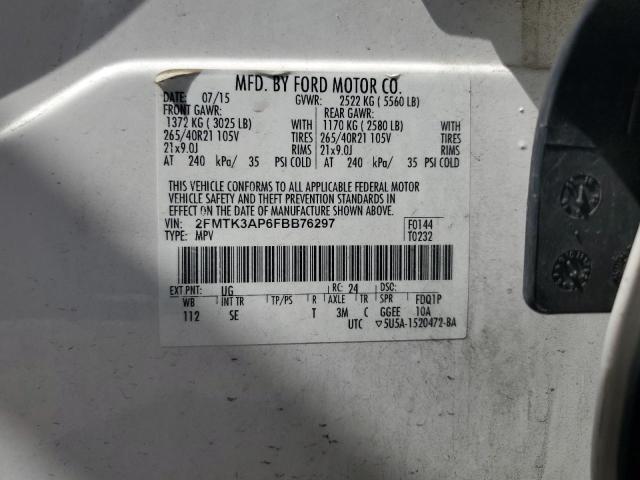 MFD. BY FORD MOTOR CO.
DATE: 07/15 GVWR: 2522 KG ( 5560 LB)
FRONT GAWR: REAR GAWR:
1372 KG ( 3025 LB) WITH 1170 KG ( 2580 LB) WITH
265/40R21 105V TIRES 265/40R21 105V TIRES
21x9.0J RIMS 21x9.0J RIMS
AT 240 kPa/ 35 PSI COLD AT 240 kPa/ 35 PSI COLD
THIS VEHICLE CONFORMS TO ALL APPLICABLE FEDERAL MOTOR
VEHICLE SAFETY AND THEFT PREVENTION STANDARDS IN
EFFECT ON THE DATE OF MANUFACTURE SHOWN ABOVE.
VIN: 2FMTK3AP6FBB76297 F0144
TYPE: MPV T0232
EXT PNT: UG RC: 24 DSC:
WB INT TR TP/PS R AXLE TR SPR FDQ1P
112 SE T 3M C GGEE 10A
UTC ▽5U5A-1520472-BA